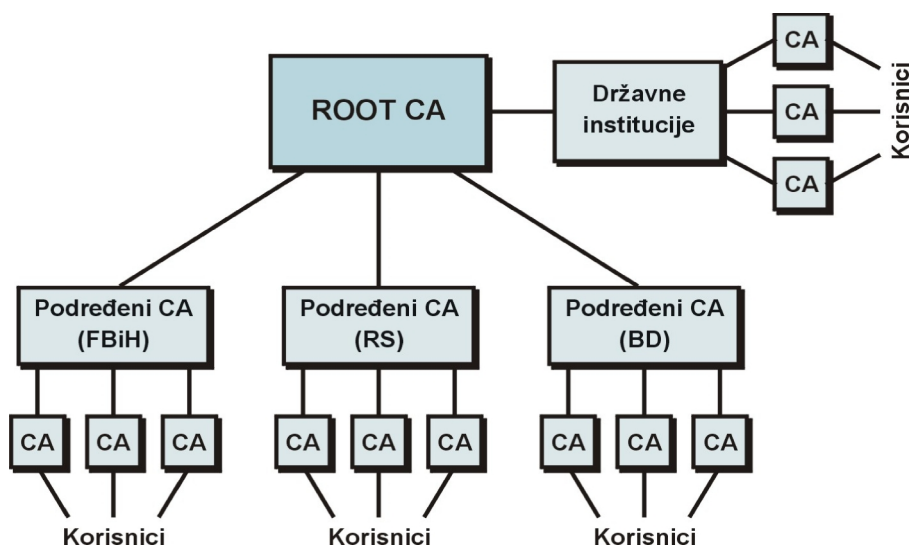 ROOT CA
Državne
institucije
CA
CA
CA
Korisnici
Podređeni CA
(FBiH)
Podređeni CA
(RS)
Podređeni CA
(BD)
CA
CA
CA
CA
CA
CA
CA
CA
CA
Korisnici
Korisnici
Korisnici